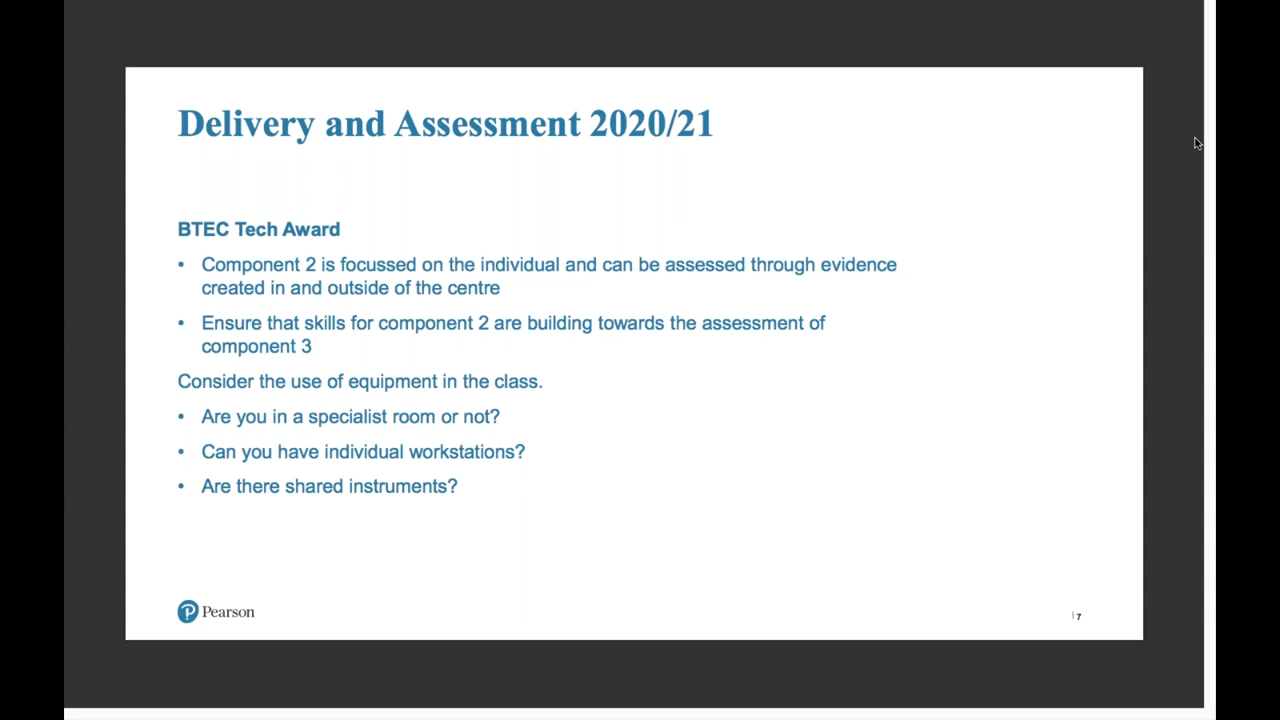 Delivery and Assessment 2020/21
BTEC Tech Award
• Component 2 is focussed on the individual and can be assessed through evidence
created in and outside of the centre
• Ensure that skills for component 2 are building towards the assessment of
component 3
Consider the use of equipment in the class.
• Are you in a specialist room or not?
• Can you have individual workstations?
• Are there shared instruments?
P Pearson
| 7